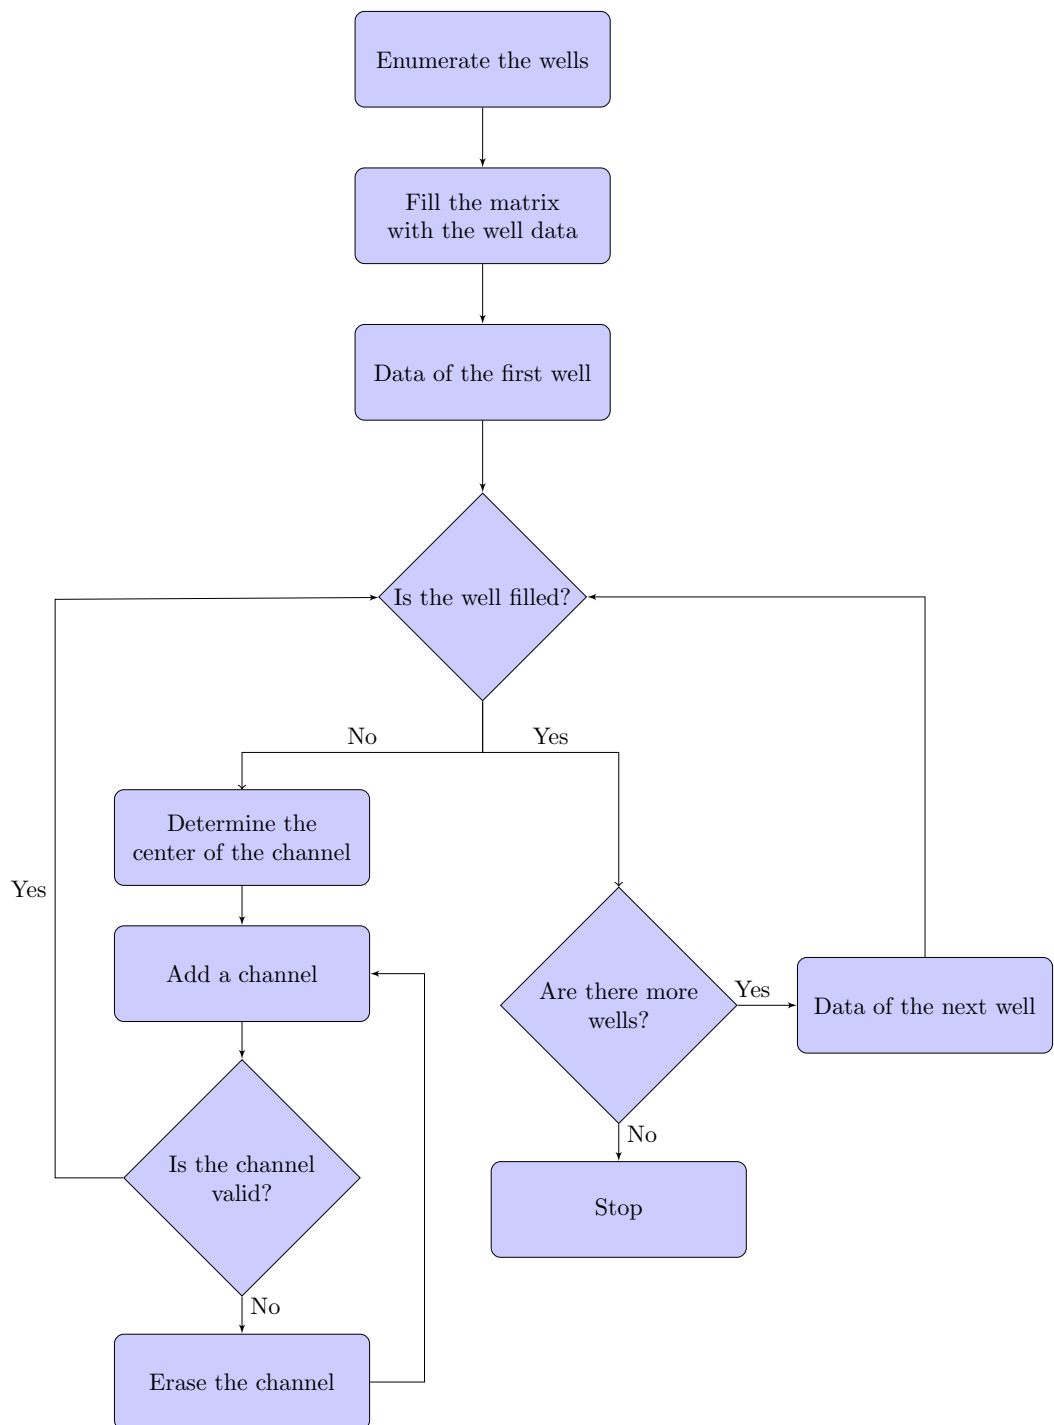 Enumerate the wells
Fill the matrix
with the well data
Data of the first well
Is the well filled?
No
Yes
Determine the
center of the channel
Yes
Add a channel
Are there more
wells?
Yes
Data of the next well
No
Is the channel
valid?
Stop
No
Erase the channel